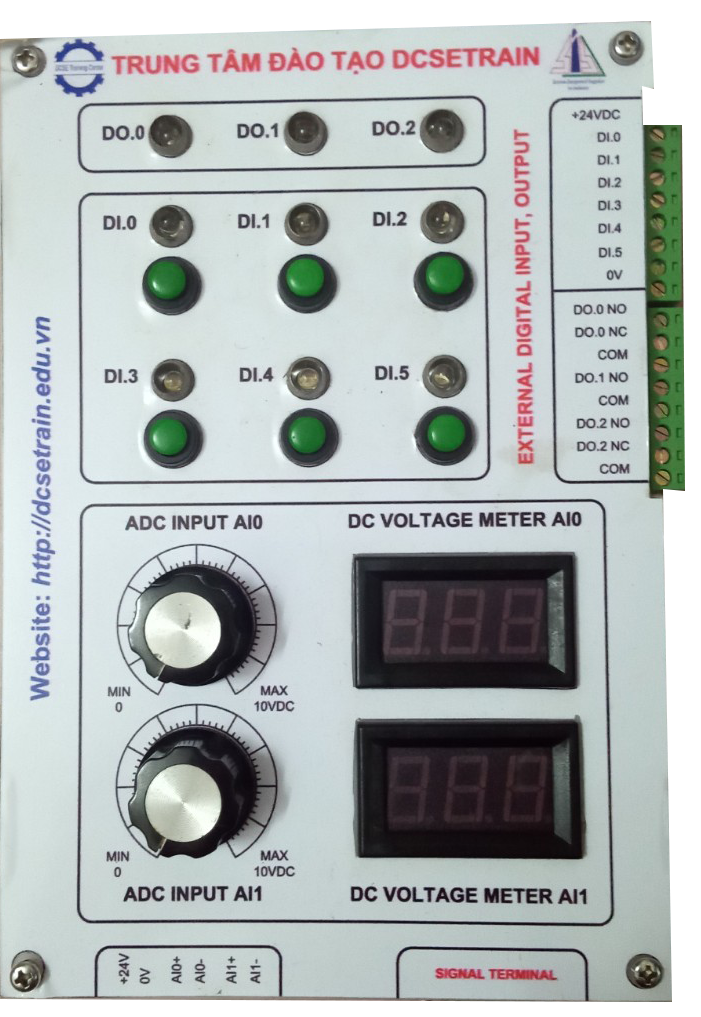 TRUNG TÂM ĐÀO TẠO DCSETRAIN
DO.0 DO.1 DO.2
DI.0 DI.1 DI.2
DI.3 DI.4 DI.5
EXTERNAL DIGITAL INPUT, OUTPUT
+24VDC
DI.0
DI.1
DI.2
DI.3
DI.4
DI.5
0V
DO.0 NO
DO.0 NC
COM
DO.1 NO
COM
DO.2 NO
DO.2 NC
COM
Website: http://dcsetrain.edu.vn
ADC INPUT AI0
DC VOLTAGE METER AI0
MIN
0
MAX
10VDC
MIN
0
MAX
10VDC
ADC INPUT AI1
DC VOLTAGE METER AI1
+24V
0V
AI0+
AI0-
AI1+
AI1-
SIGNAL TERMINAL